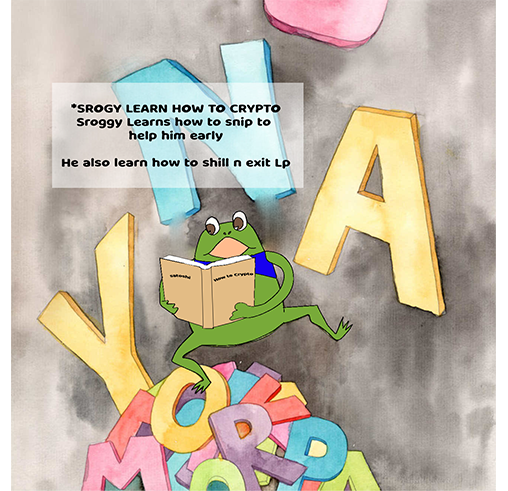 *SROGY LEARN HOW TO CRYPTO
Sroggy Learns how to snip to
help him early
He also learn how to shill n exit Lp
N
A
Y
satoshi
How to Crypto
O
R
M
O
R
P
A